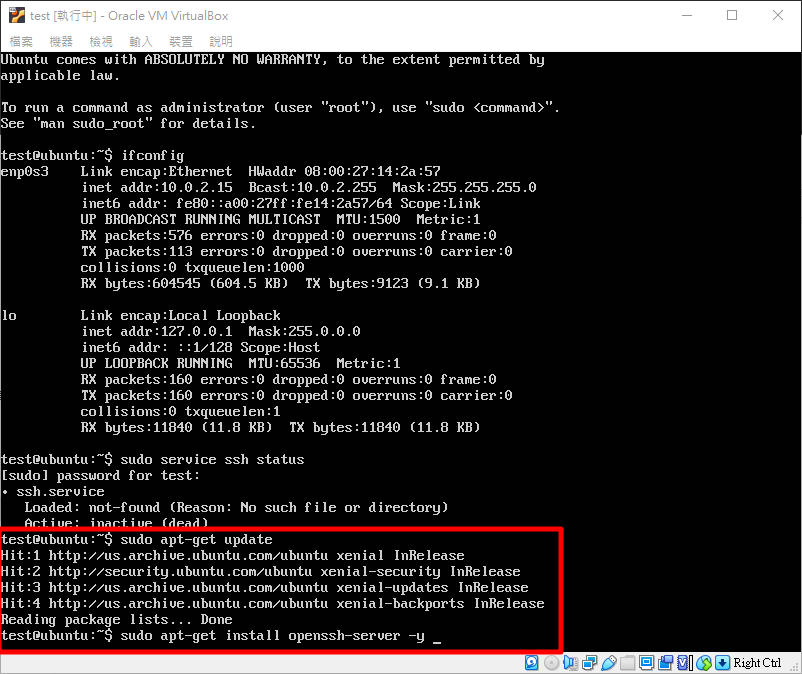 test [執行中] - Oracle VM VirtualBox
檔案 機器 檢視 輸入 裝置 說明
Ubuntu comes with ABSOLUTELY NO WARRANTY, to the extent permitted by
applicable law.
To run a command as administrator (user "root"), use "sudo <command>".
See "man sudo_root" for details.
test@ubuntu:~$ ifconfig
enp0s3    Link encap:Ethernet  HWaddr 08:00:27:14:2a:57
          inet addr:10.0.2.15  Bcast:10.0.2.255  Mask:255.255.255.0
          inet6 addr: fe80::a00:27ff:fe14:2a57/64 Scope:Link
          UP BROADCAST RUNNING MULTICAST  MTU:1500  Metric:1
          RX packets:576 errors:0 dropped:0 overruns:0 frame:0
          TX packets:113 errors:0 dropped:0 overruns:0 carrier:0
          collisions:0 txqueuelen:1000
          RX bytes:604545 (604.5 KB)  TX bytes:9123 (9.1 KB)
lo        Link encap:Local Loopback
          inet addr:127.0.0.1  Mask:255.0.0.0
          inet6 addr: ::1/128 Scope:Host
          UP LOOPBACK RUNNING  MTU:65536  Metric:1
          RX packets:160 errors:0 dropped:0 overruns:0 frame:0
          TX packets:160 errors:0 dropped:0 overruns:0 carrier:0
          collisions:0 txqueuelen:1
          RX bytes:11840 (11.8 KB)  TX bytes:11840 (11.8 KB)
test@ubuntu:~$ sudo service ssh status
[sudo] password for test:
• ssh.service
   Loaded: not-found (Reason: No such file or directory)
   Active: inactive (dead)
test@ubuntu:~$ sudo apt-get update
Hit:1 http://us.archive.ubuntu.com/ubuntu xenial InRelease
Hit:2 http://security.ubuntu.com/ubuntu xenial-security InRelease
Hit:3 http://us.archive.ubuntu.com/ubuntu xenial-updates InRelease
Hit:4 http://us.archive.ubuntu.com/ubuntu xenial-backports InRelease
Reading package lists... Done
test@ubuntu:~$ sudo apt-get install openssh-server -y _
Right Ctrl